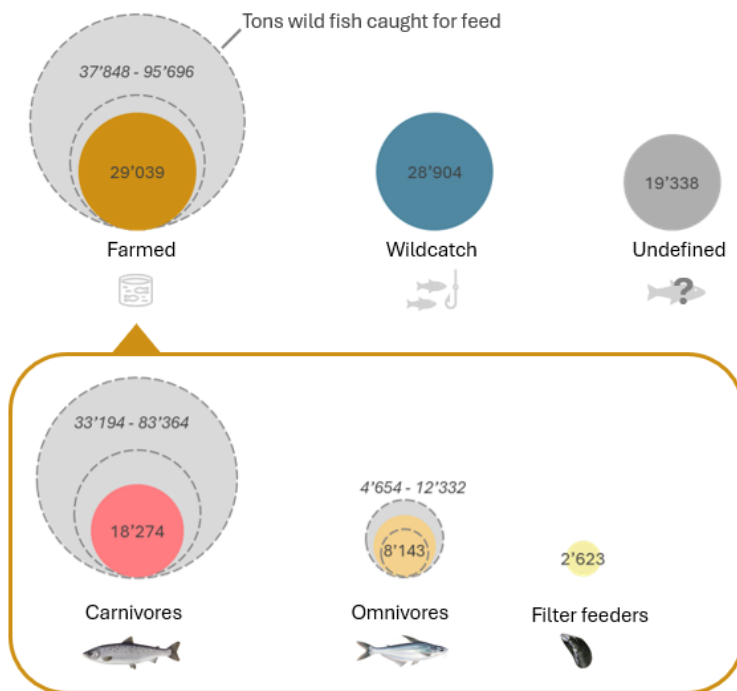 Tons wild fish caught for feed
37’848 - 95’696
29’039
28’904
19’338
Farmed
Wildcatch
Undefined
?
33’194 - 83’364
4’654 - 12’332
18’274
8’143
2’623
Carnivores
Omnivores
Filter feeders